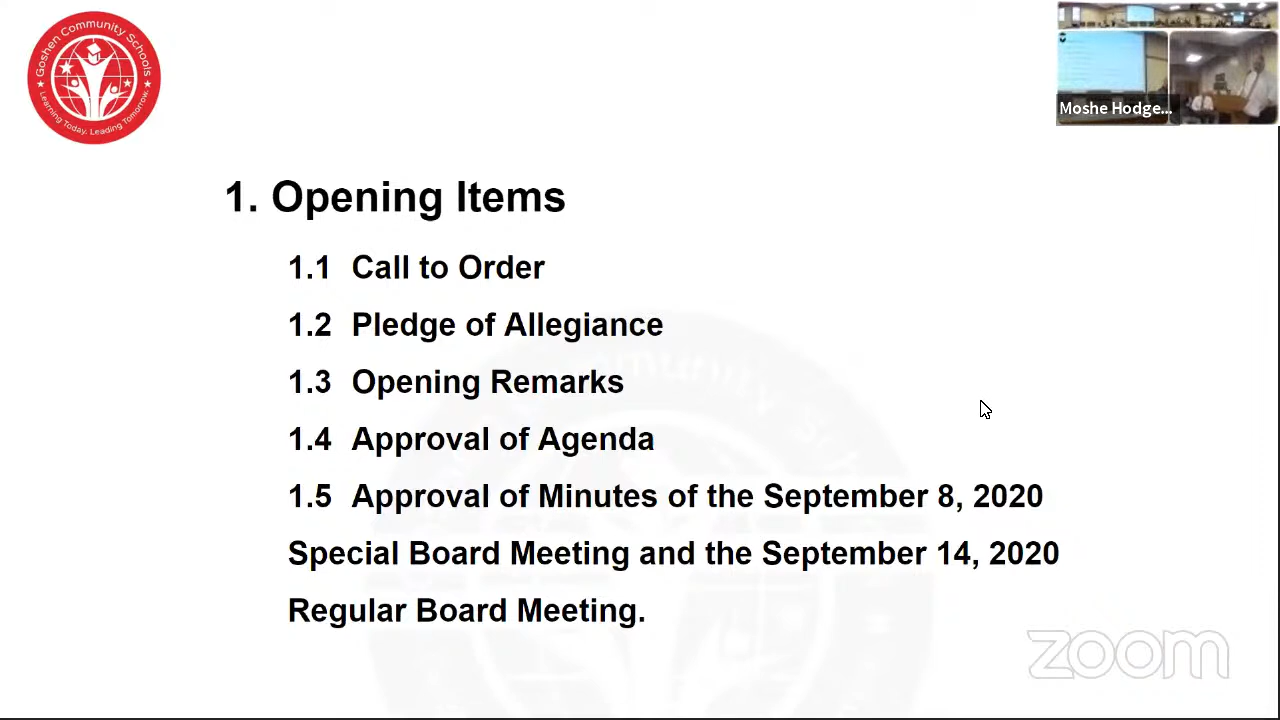 Goshen Community Schools
Learning Today. Leading Tomorrow.
Moshe Hodge...
1. Opening Items
1.1 Call to Order
1.2 Pledge of Allegiance
1.3 Opening Remarks
1.4 Approval of Agenda
1.5 Approval of Minutes of the September 8, 2020
Special Board Meeting and the September 14, 2020
Regular Board Meeting.
zoom